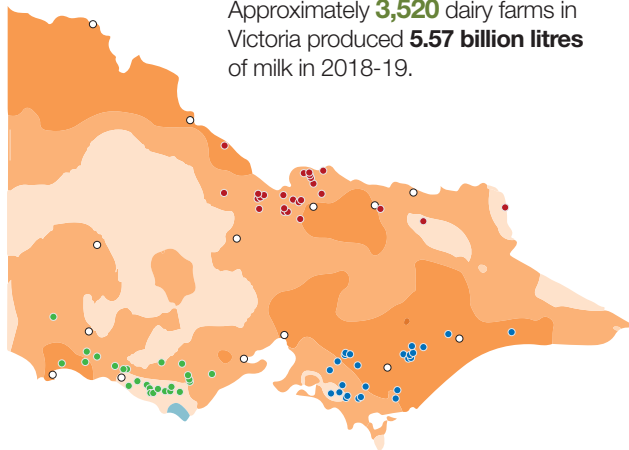 Approximately 3,520 dairy farms in
Victoria produced 5.57 billion litres
of milk in 2018-19.